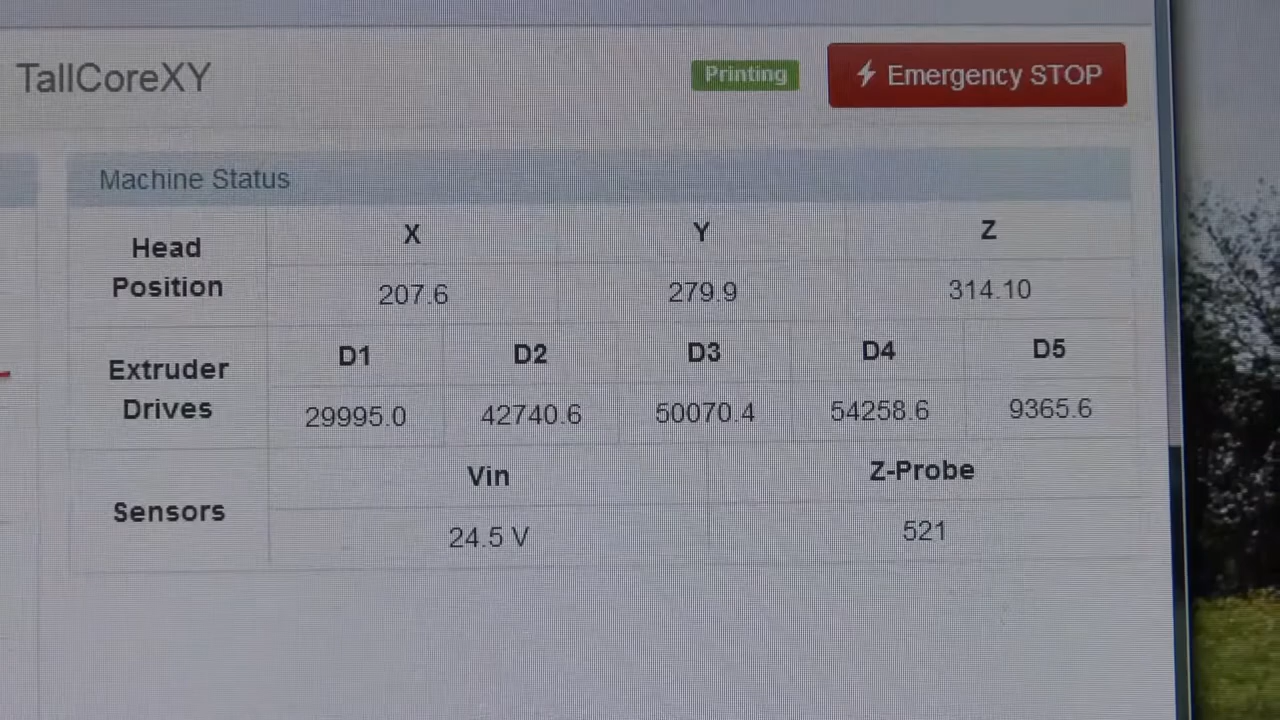 TallCoreXY
Printing
Emergency STOP
Machine Status
Head Position
X Y Z
207.6 279.9 314.10
Extruder Drives
D1 D2 D3 D4 D5
29995.0 42740.6 50070.4 54258.6 9365.6
Sensors
Vin Z-Probe
24.5 V 521